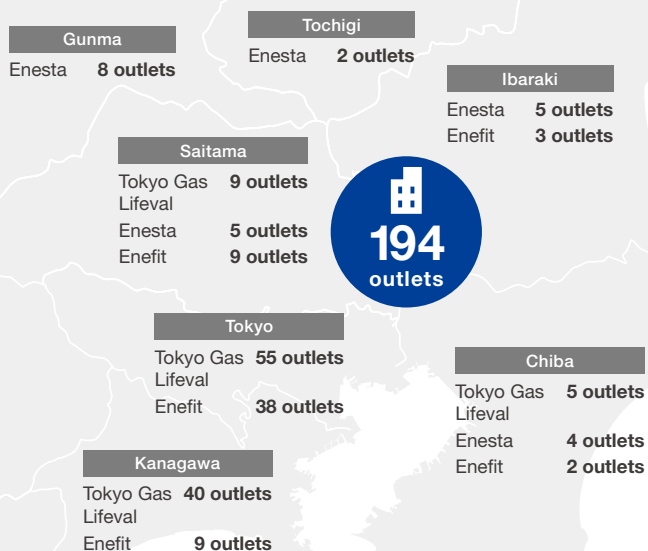 Gunma
Enesta 8 outlets
Tochigi
Enesta 2 outlets
Ibaraki
Enesta 5 outlets
Enefit 3 outlets
Saitama
Tokyo Gas 9 outlets
Lifeval
Enesta 5 outlets
Enefit 9 outlets
194
outlets
Tokyo
Tokyo Gas 55 outlets
Lifeval
Enefit 38 outlets
Chiba
Tokyo Gas 5 outlets
Lifeval
Enesta 4 outlets
Enefit 2 outlets
Kanagawa
Tokyo Gas 40 outlets
Lifeval
Enefit 9 outlets